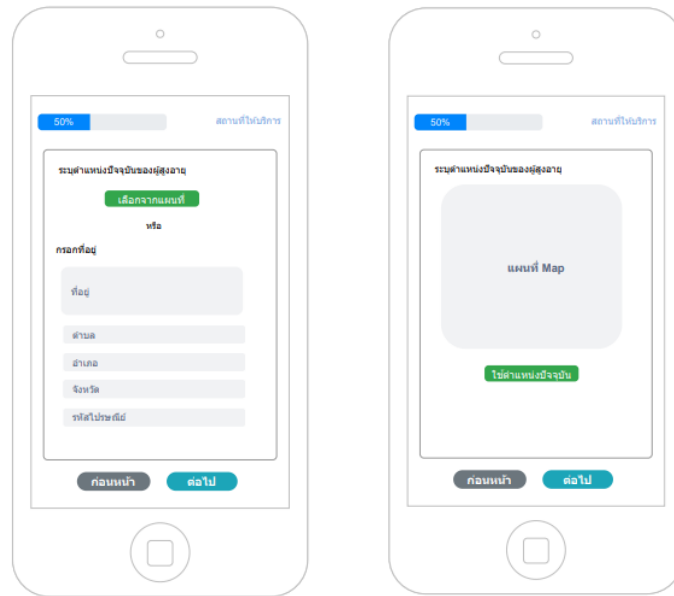 50%
สถานที่ให้บริการ
ระบุตำแหน่งปัจจุบันของผู้สูงอายุ
เลือกจากแผนที่
หรือ
กรอกที่อยู่
ที่อยู่
ตำบล
อำเภอ
จังหวัด
รหัสไปรษณีย์
ก่อนหน้า
ต่อไป
50%
สถานที่ให้บริการ
ระบุตำแหน่งปัจจุบันของผู้สูงอายุ
แผนที่ Map
ใช้ตำแหน่งปัจจุบัน
ก่อนหน้า
ต่อไป